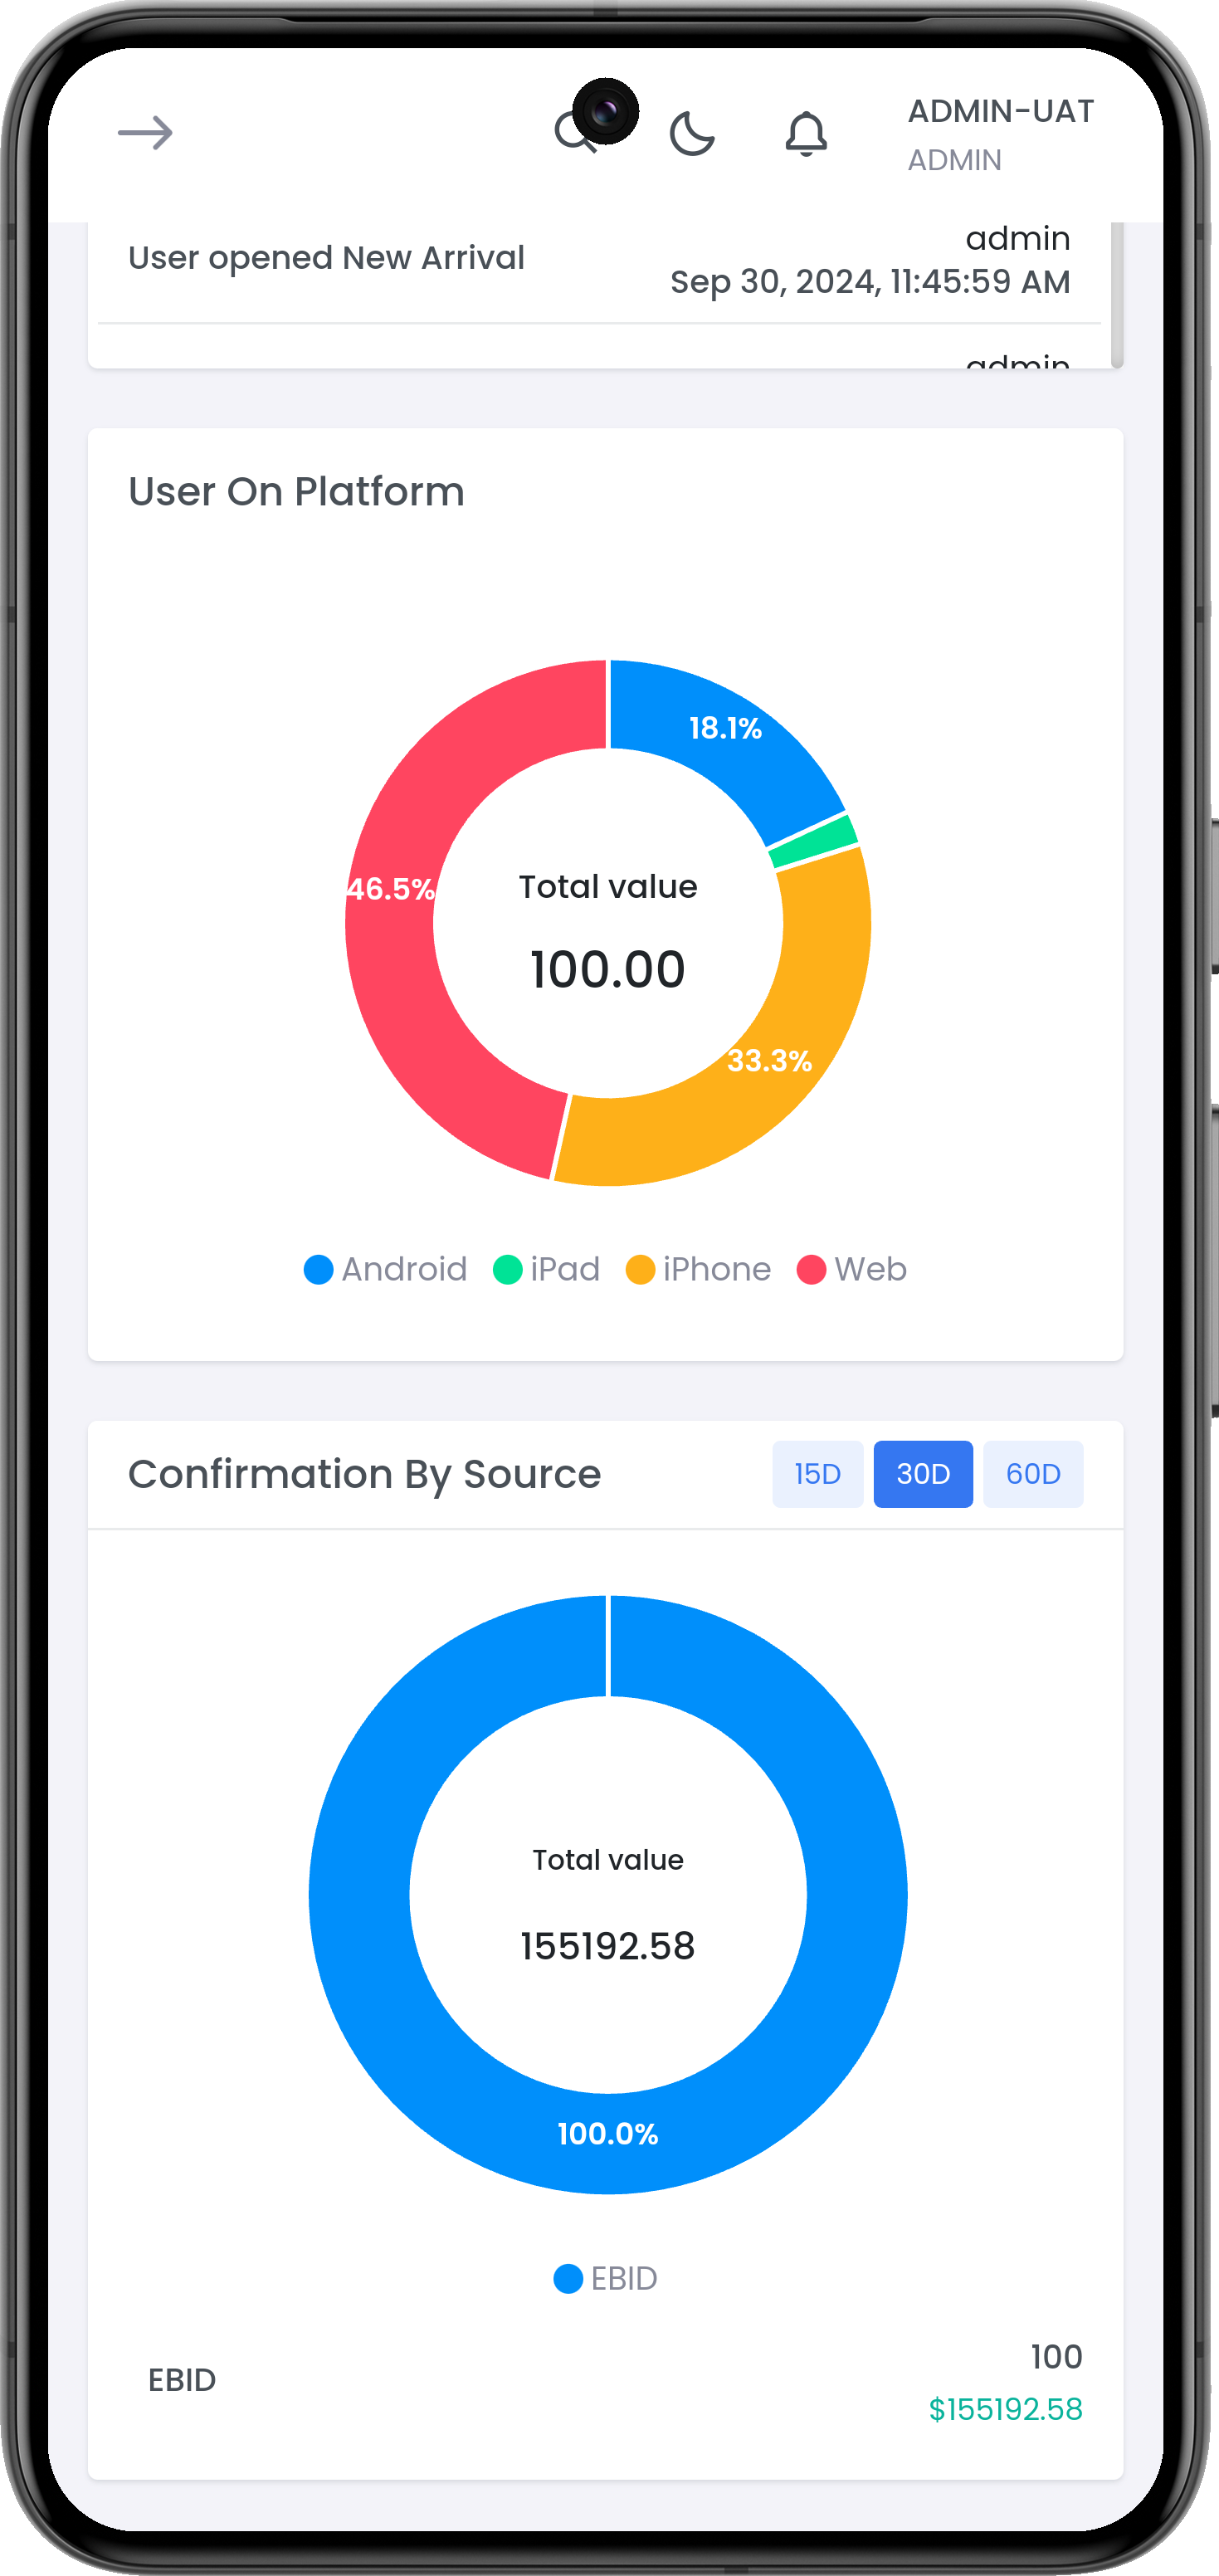 ADMIN-UAT
ADMIN
User opened New Arrival
admin
Sep 30, 2024, 11:45:59 AM
admin
User On Platform
18.1%
46.5%
Total value
100.00
33.3%
Android iPad iPhone Web
Confirmation By Source
15D 30D 60D
Total value
155192.58
100.0%
EBID
EBID
100
$155192.58